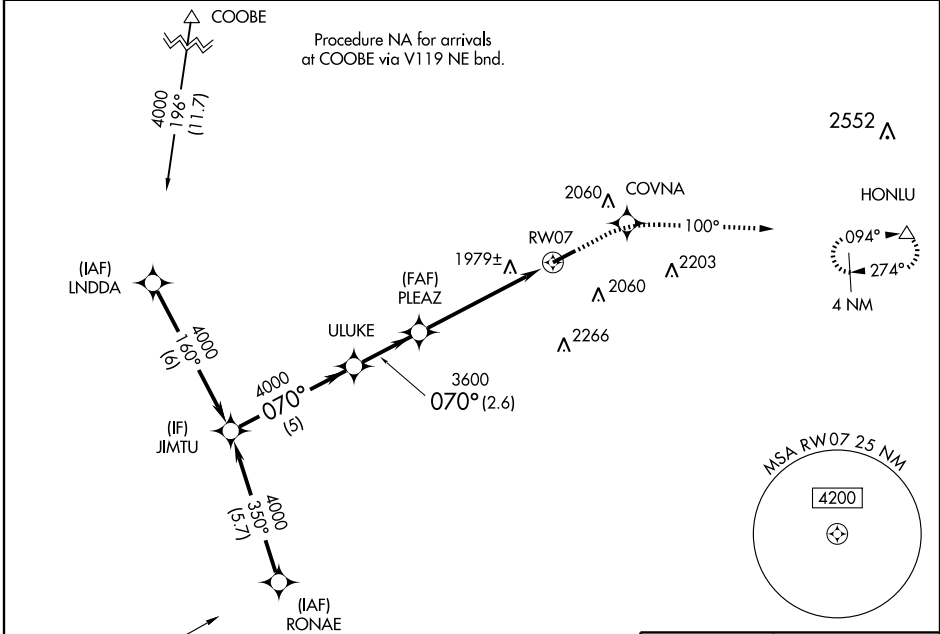 COOBE
Procedure NA for arrivals
at COOBE via V119 NE bnd.
4000
196°
(11.7)
2552
HONLU
094°
274°
4 NM
2060
COVNA
100°
RW07
1979±
2203
2060
2266
(FAF)
PLEAZ
(IAF)
LNDDA
ULUKE
4000
160°
(6)
4000
070°
(5)
3600
070° (2.6)
(IF)
JIMTU
4000
350°
(5.7)
(IAF)
RONAE
MSA RW07 25 NM
4200